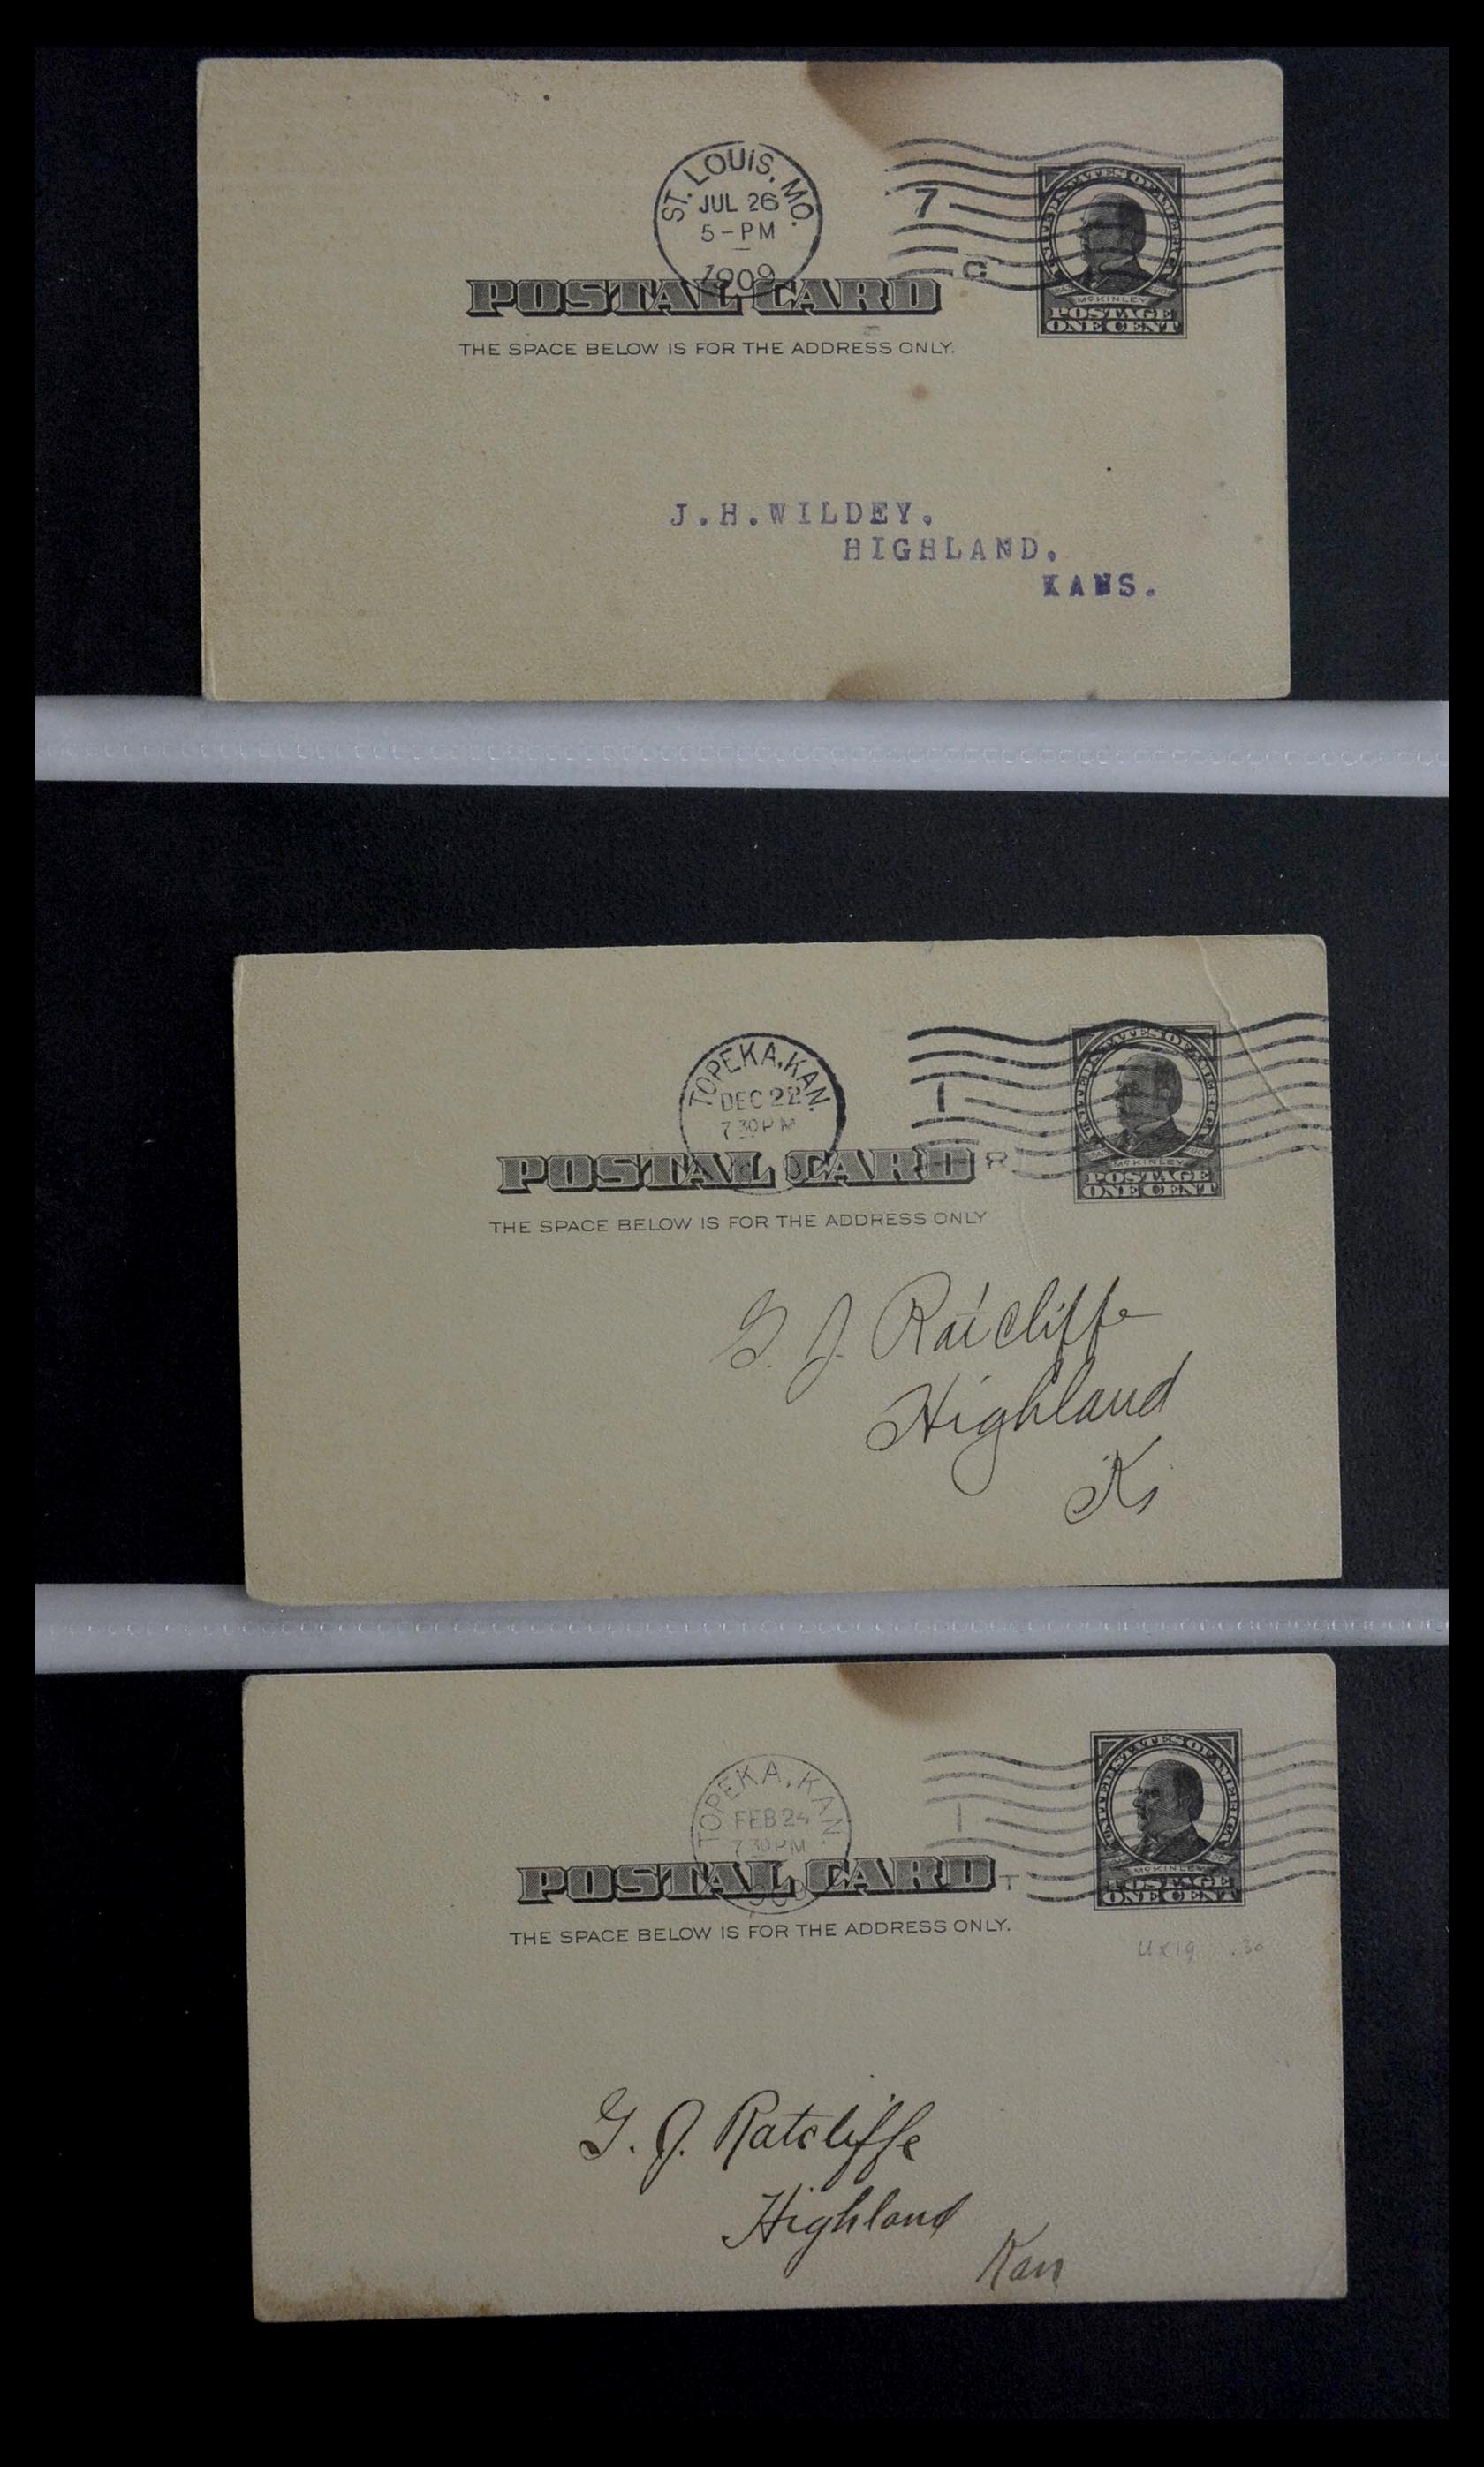 ST. LOUIS, MO.
JUL 26
5-PM
1909
7
C
UNITED STATES OF AMERICA
McKINLEY
POSTAGE
ONE CENT
POSTAL CARD
THE SPACE BELOW IS FOR THE ADDRESS ONLY.
J.H.WILDEY.
HIGHLAND.
KANS.
TOPEKA, KAN.
DEC 22
7 30 PM
1
R
UNITED STATES OF AMERICA
McKINLEY
POSTAGE
ONE CENT
POSTAL CARD
THE SPACE BELOW IS FOR THE ADDRESS ONLY
G. J. Ratcliffe
Highland
Ks
TOPEKA, KAN.
FEB 24
7 30 PM
1
T
UNITED STATES OF AMERICA
McKINLEY
POSTAGE
ONE CENT
POSTAL CARD
THE SPACE BELOW IS FOR THE ADDRESS ONLY.
UX19 .30
G. J. Ratcliffe
Highland
Kan